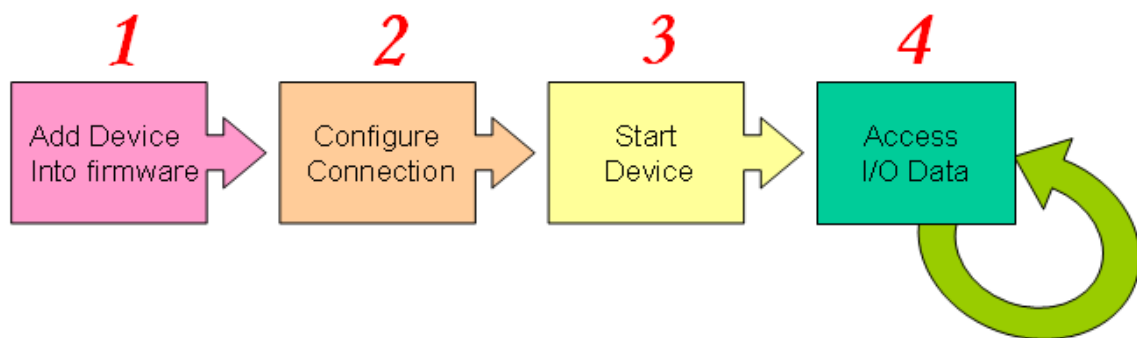 1
2
3
4
Add Device
Into firmware
Configure
Connection
Start
Device
Access
I/O Data